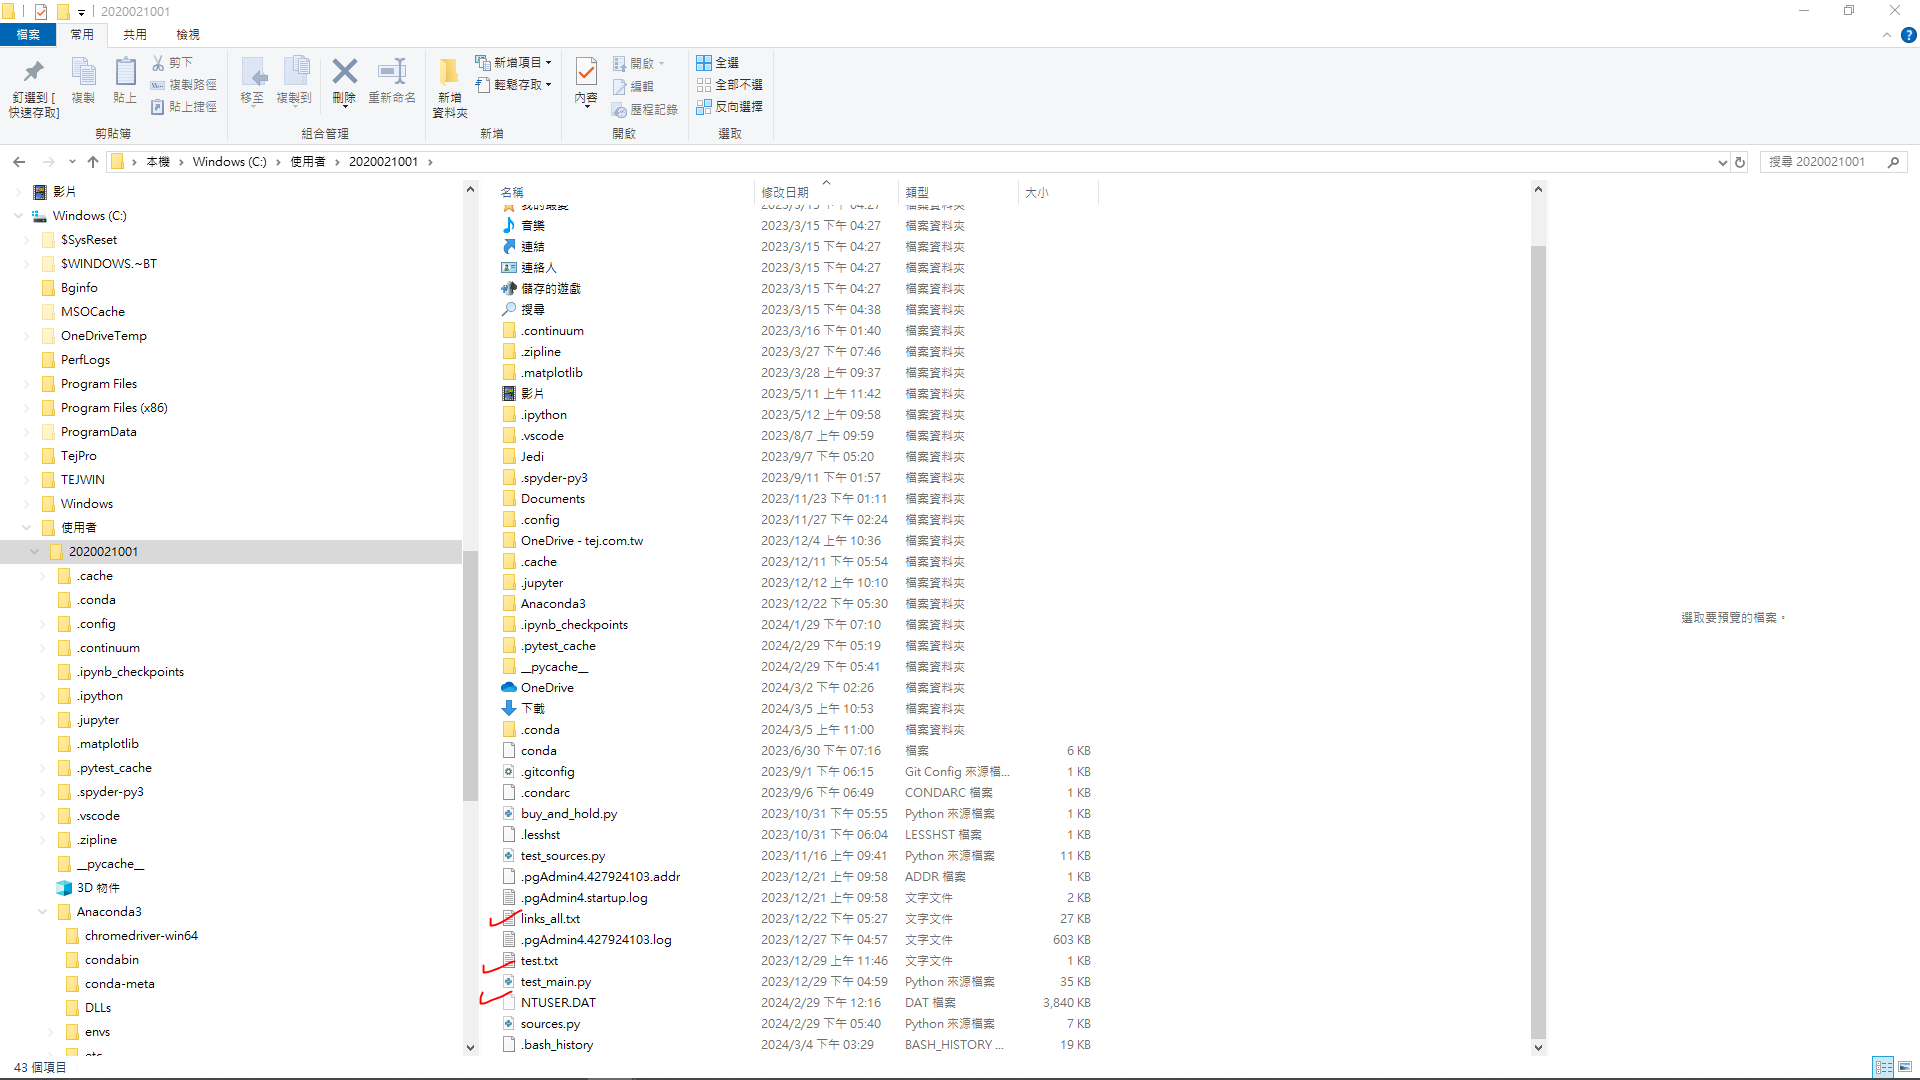 2020021001
檔案 常用 共用 檢視
釘選到 [快速存取] 複製 貼上 剪下 複製路徑 貼上捷徑
剪貼簿
移至 複製到 刪除 重新命名
組合管理
新增資料夾 新增項目 輕鬆存取
新增
內容 開啟 編輯 歷程記錄
開啟
全選 全部不選 反向選擇
選取
本機 Windows (C:) 使用者 2020021001
搜尋 2020021001
影片
Windows (C:)
$SysReset
$WINDOWS.~BT
Bginfo
MSOCache
OneDriveTemp
PerfLogs
Program Files
Program Files (x86)
ProgramData
TejPro
TEJWIN
Windows
使用者
2020021001
.cache
.conda
.config
.continuum
.ipynb_checkpoints
.ipython
.jupyter
.matplotlib
.pytest_cache
.spyder-py3
.vscode
.zipline
__pycache__
3D 物件
Anaconda3
chromedriver-win64
condabin
conda-meta
DLLs
envs
etc
名稱 修改日期 類型 大小
我的最愛 2023/3/15 下午 04:27 檔案資料夾
音樂 2023/3/15 下午 04:27 檔案資料夾
連結 2023/3/15 下午 04:27 檔案資料夾
連絡人 2023/3/15 下午 04:27 檔案資料夾
儲存的遊戲 2023/3/15 下午 04:27 檔案資料夾
搜尋 2023/3/15 下午 04:38 檔案資料夾
.continuum 2023/3/16 下午 01:40 檔案資料夾
.zipline 2023/3/27 下午 07:46 檔案資料夾
.matplotlib 2023/3/28 上午 09:37 檔案資料夾
影片 2023/5/11 上午 11:42 檔案資料夾
.ipython 2023/5/12 上午 09:58 檔案資料夾
.vscode 2023/8/7 上午 09:59 檔案資料夾
Jedi 2023/9/7 下午 05:20 檔案資料夾
.spyder-py3 2023/9/11 下午 01:57 檔案資料夾
Documents 2023/11/23 下午 01:11 檔案資料夾
.config 2023/11/27 下午 02:24 檔案資料夾
OneDrive - tej.com.tw 2023/12/4 上午 10:36 檔案資料夾
.cache 2023/12/11 下午 05:54 檔案資料夾
.jupyter 2023/12/12 上午 10:10 檔案資料夾
Anaconda3 2023/12/22 下午 05:30 檔案資料夾
.ipynb_checkpoints 2024/1/29 下午 07:10 檔案資料夾
.pytest_cache 2024/2/29 下午 05:19 檔案資料夾
__pycache__ 2024/2/29 下午 05:41 檔案資料夾
OneDrive 2024/3/2 下午 02:26 檔案資料夾
下載 2024/3/5 上午 10:53 檔案資料夾
.conda 2024/3/5 上午 11:00 檔案資料夾
conda 2023/6/30 下午 07:16 檔案 6 KB
.gitconfig 2023/9/1 下午 06:15 Git Config 來源檔... 1 KB
.condarc 2023/9/6 下午 06:49 CONDARC 檔案 1 KB
buy_and_hold.py 2023/10/31 下午 05:55 Python 來源檔案 1 KB
.lesshst 2023/10/31 下午 06:04 LESSHST 檔案 1 KB
test_sources.py 2023/11/16 上午 09:41 Python 來源檔案 11 KB
.pgAdmin4.427924103.addr 2023/12/21 上午 09:58 ADDR 檔案 1 KB
.pgAdmin4.startup.log 2023/12/21 上午 09:58 文字文件 2 KB
links_all.txt 2023/12/22 下午 05:27 文字文件 27 KB
.pgAdmin4.427924103.log 2023/12/27 下午 04:57 文字文件 603 KB
test.txt 2023/12/29 上午 11:46 文字文件 1 KB
test_main.py 2023/12/29 下午 04:59 Python 來源檔案 35 KB
NTUSER.DAT 2024/2/29 下午 12:16 DAT 檔案 3,840 KB
sources.py 2024/2/29 下午 05:40 Python 來源檔案 7 KB
.bash_history 2024/3/4 下午 03:29 BASH_HISTORY ... 19 KB
選取要預覽的檔案。
43 個項目